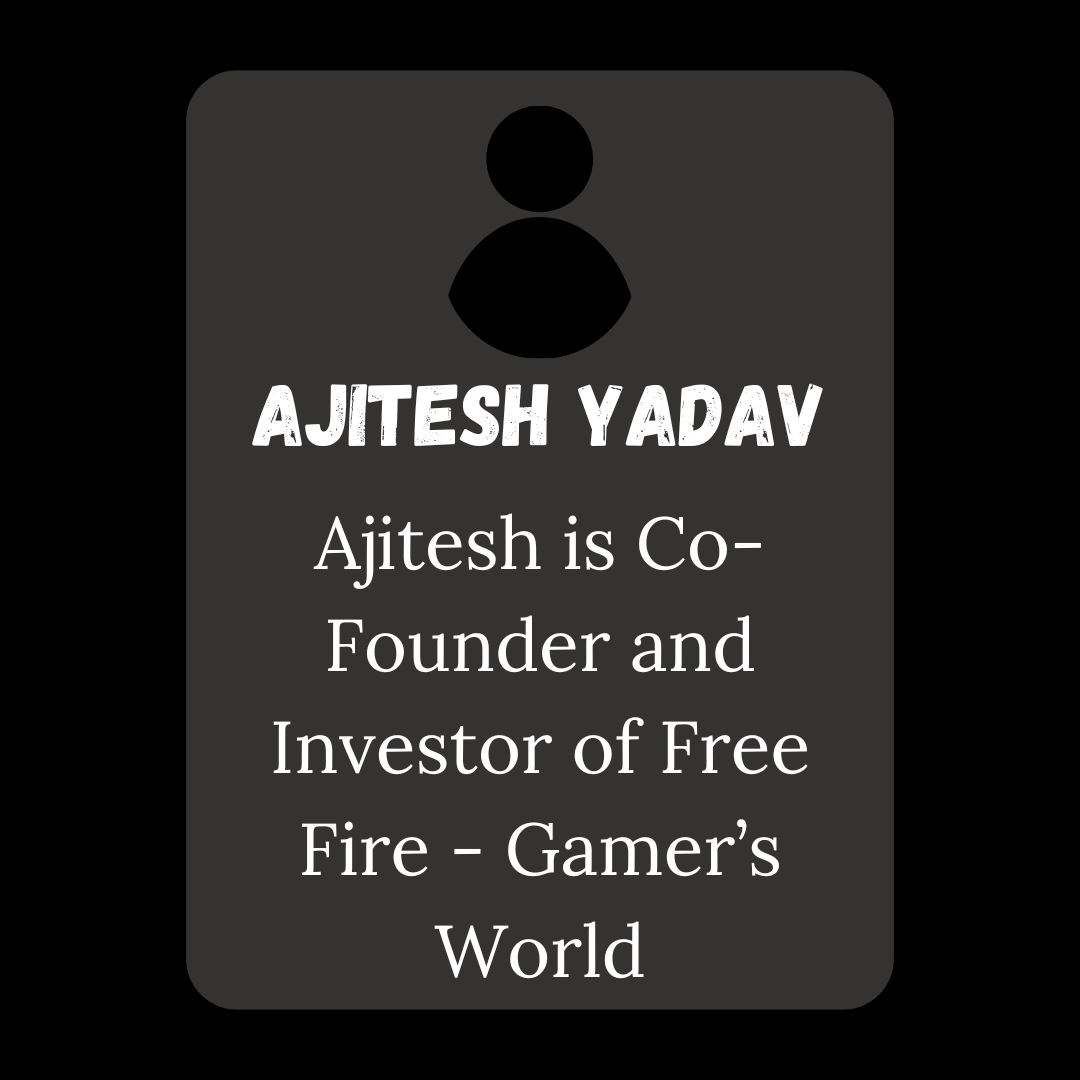 AJITESH YADAV
Ajitesh is Co-
Founder and
Investor of Free
Fire - Gamer’s
World